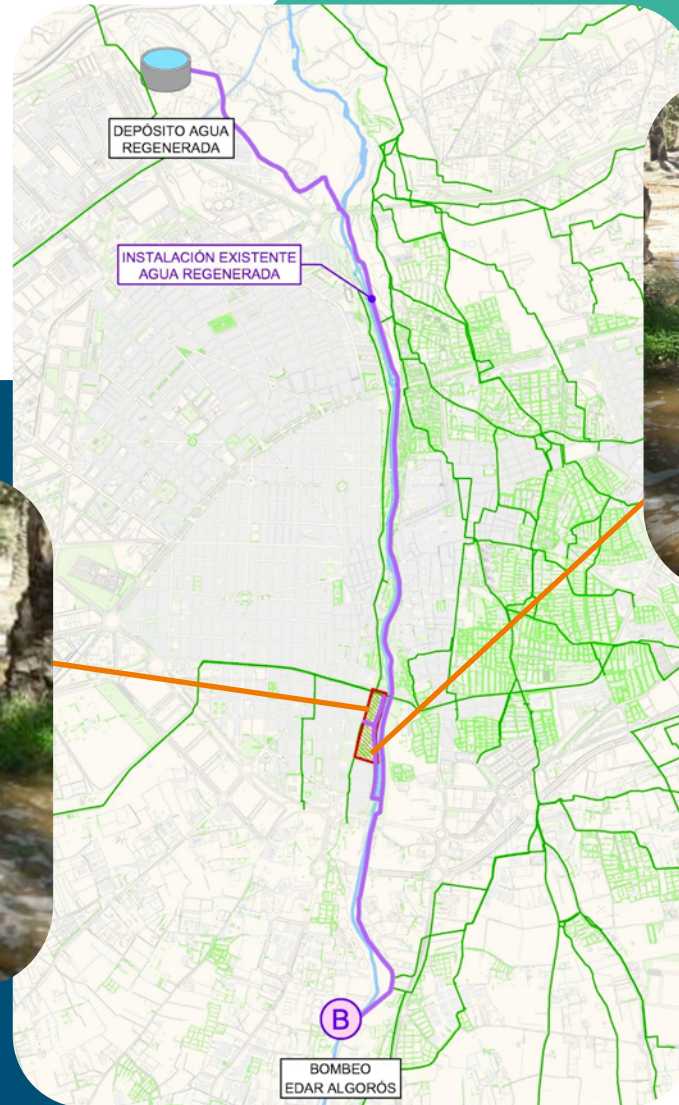 DEPÓSITO AGUA
REGENERADA
INSTALACIÓN EXISTENTE
AGUA REGENERADA
B
BOMBEO
EDAR ALGORÓS